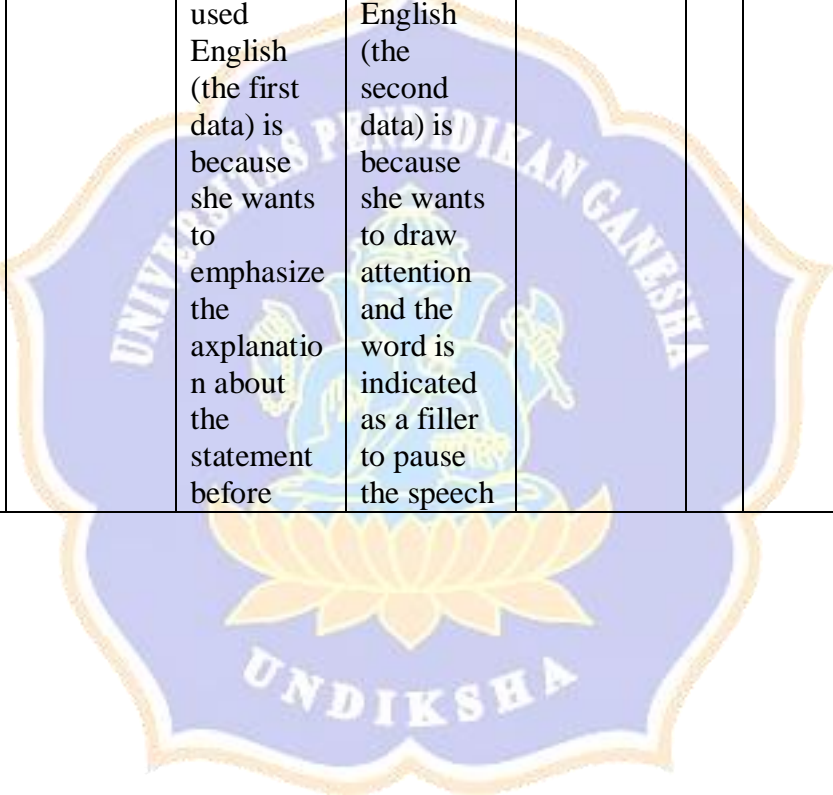 used
English
(the first
data) is
because
she wants
to
emphasize
the
axplanatio
n about
the
statement
before
English
(the
second
data) is
because
she wants
to draw
attention
and the
word is
indicated
as a filler
to pause
the speech
UNIVERSITAS PENDIDIKAN GANESHA
UNDIKSHA